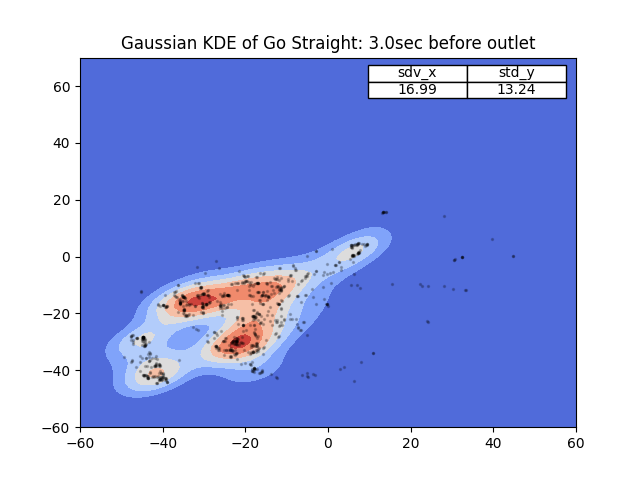 Gaussian KDE of Go Straight: 3.0sec before outlet
sdv_x std_y
16.99 13.24
60
40
20
0
−20
−40
−60
−60 −40 −20 0 20 40 60